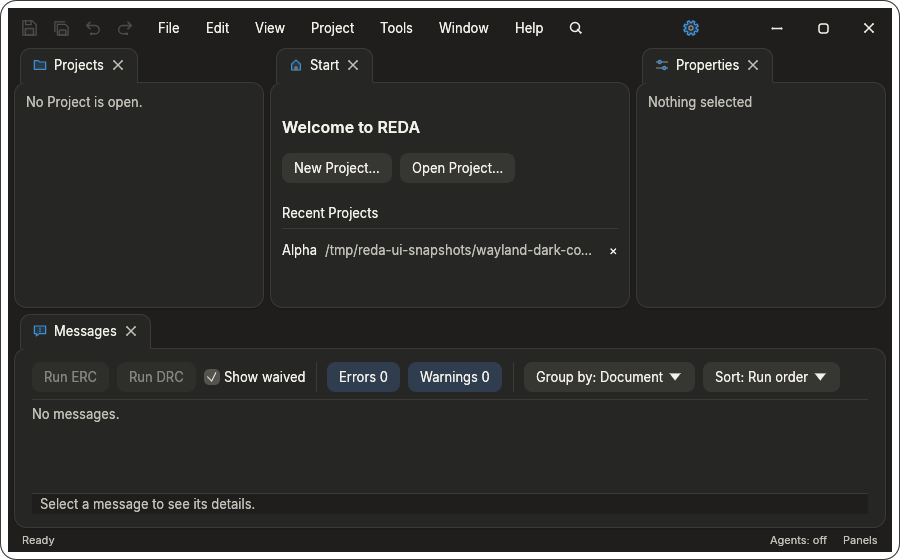 File Edit View Project Tools Window Help
Projects
Start
Properties
No Project is open.
Welcome to REDA
New Project... Open Project...
Recent Projects
Alpha /tmp/reda-ui-snapshots/wayland-dark-co...
Nothing selected
Messages
Run ERC Run DRC Show waived Errors 0 Warnings 0 Group by: Document Sort: Run order
No messages.
Select a message to see its details.
Ready Agents: off Panels